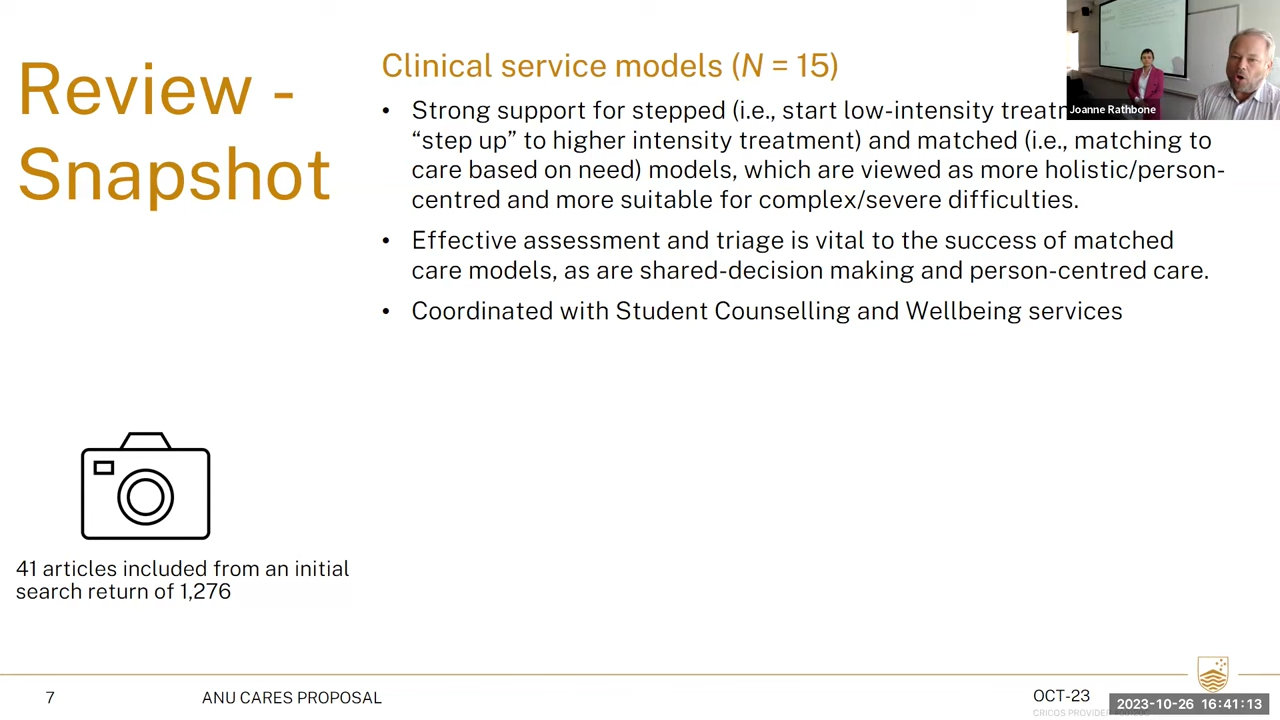 Review -
Snapshot
Clinical service models (N = 15)
• Strong support for stepped (i.e., start low-intensity
“step up” to higher intensity treatment) and matched (i.e., matching to
care based on need) models, which are viewed as more holistic/person-
centred and more suitable for complex/severe difficulties.
• Effective assessment and triage is vital to the success of matched
care models, as are shared-decision making and person-centred care.
• Coordinated with Student Counselling and Wellbeing services
Joanne Rathbone
41 articles included from an initial
search return of 1,276
7
ANU CARES PROPOSAL
OCT-23
CRICOS PROVIDER
2023-10-26 16:41:13